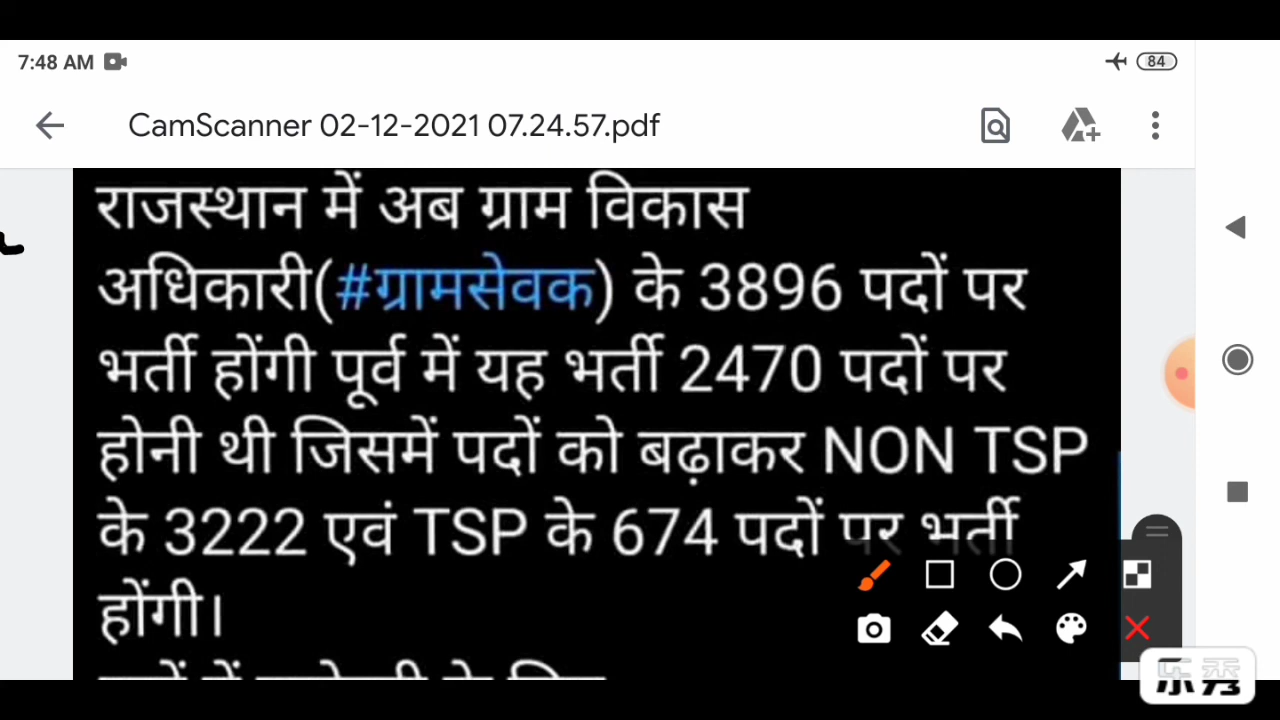 7:48 AM
84
CamScanner 02-12-2021 07.24.57.pdf
राजस्थान में अब ग्राम विकास
अधिकारी(#ग्रामसेवक) के 3896 पदों पर
भर्ती होंगी पूर्व में यह भर्ती 2470 पदों पर
होनी थी जिसमें पदों को बढ़ाकर NON TSP
के 3222 एवं TSP के 674 पदों पर भर्ती
होंगी।
乐秀